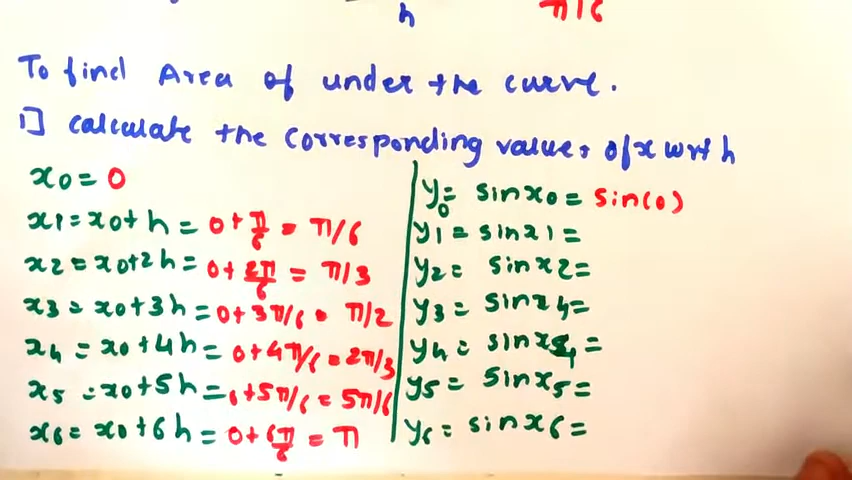 h π/6
To find Area of under the curve.
1] calculate the corresponding values of x wrt h
x0 = 0
x1 = x0 + h = 0 + π/6 = π/6
x2 = x0 + 2h = 0 + 2π/6 = π/3
x3 = x0 + 3h = 0 + 3π/6 = π/2
x4 = x0 + 4h = 0 + 4π/6 = 2π/3
x5 = x0 + 5h = 0 + 5π/6 = 5π/6
x6 = x0 + 6h = 0 + 6π/6 = π
y0 = sin x0 = sin(0)
y1 = sin x1 =
y2 = sin x2 =
y3 = sin x4 =
y4 = sin x4 =
y5 = sin x5 =
y6 = sin x6 =